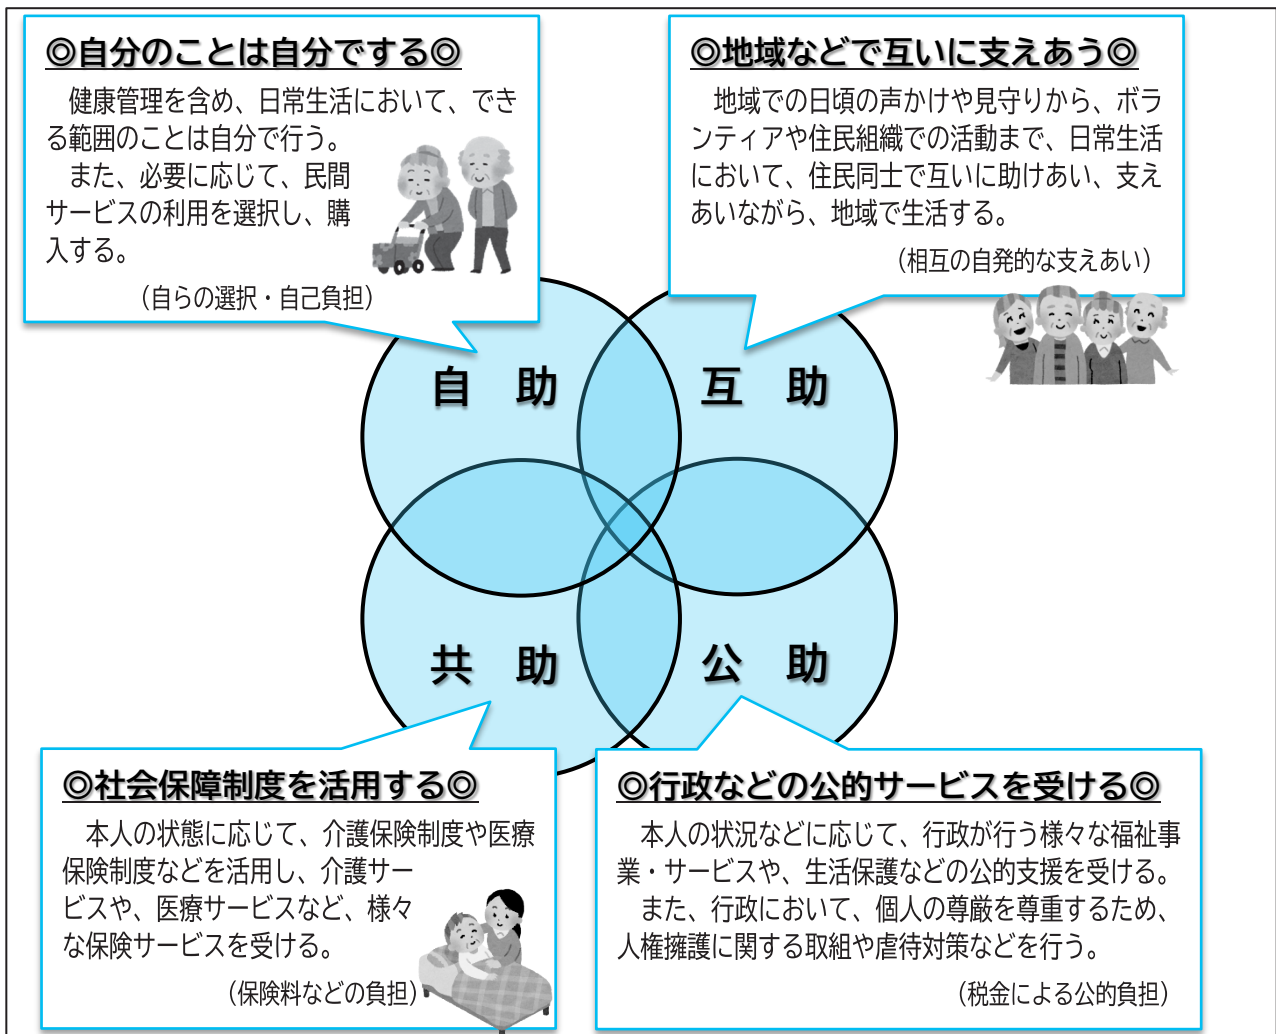 ◎自分のことは自分でする◎
　健康管理を含め、日常生活において、でき
る範囲のことは自分で行う。
　また、必要に応じて、民間
サービスの利用を選択し、購
入する。
（自らの選択・自己負担）
◎地域などで互いに支えあう◎
　地域での日頃の声かけや見守りから、ボラ
ンティアや住民組織での活動まで、日常生活
において、住民同士で互いに助けあい、支え
あいながら、地域で生活する。
（相互の自発的な支えあい）
自　助
互　助
共　助
公　助
◎社会保障制度を活用する◎
　本人の状態に応じて、介護保険制度や医療
保険制度などを活用し、介護サー
ビスや、医療サービスなど、様々
な保険サービスを受ける。
（保険料などの負担）
◎行政などの公的サービスを受ける◎
　本人の状況などに応じて、行政が行う様々な福祉事
業・サービスや、生活保護などの公的支援を受ける。
　また、行政において、個人の尊厳を尊重するため、
人権擁護に関する取組や虐待対策などを行う。
（税金による公的負担）